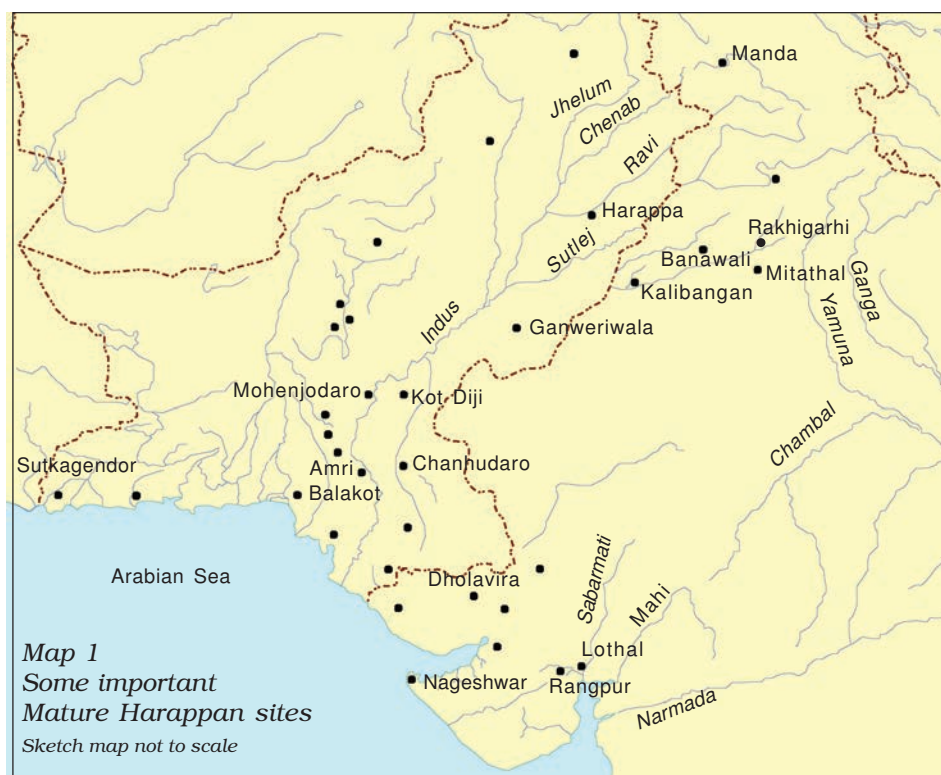 Manda
Jhelum
Chenab
Ravi
Harappa
Rakhigarhi
Sutlej
Banawali
Mitathal
Ganga
Kalibangan
Yamuna
Indus
Ganweriwala
Mohenjodaro
Kot Diji
Chambal
Sutkagendor
Amri
Chanhudaro
Balakot
Arabian Sea
Dholavira
Sabarmati
Mahi
Lothal
Nageshwar
Rangpur
Narmada
Map 1
Some important
Mature Harappan sites
Sketch map not to scale